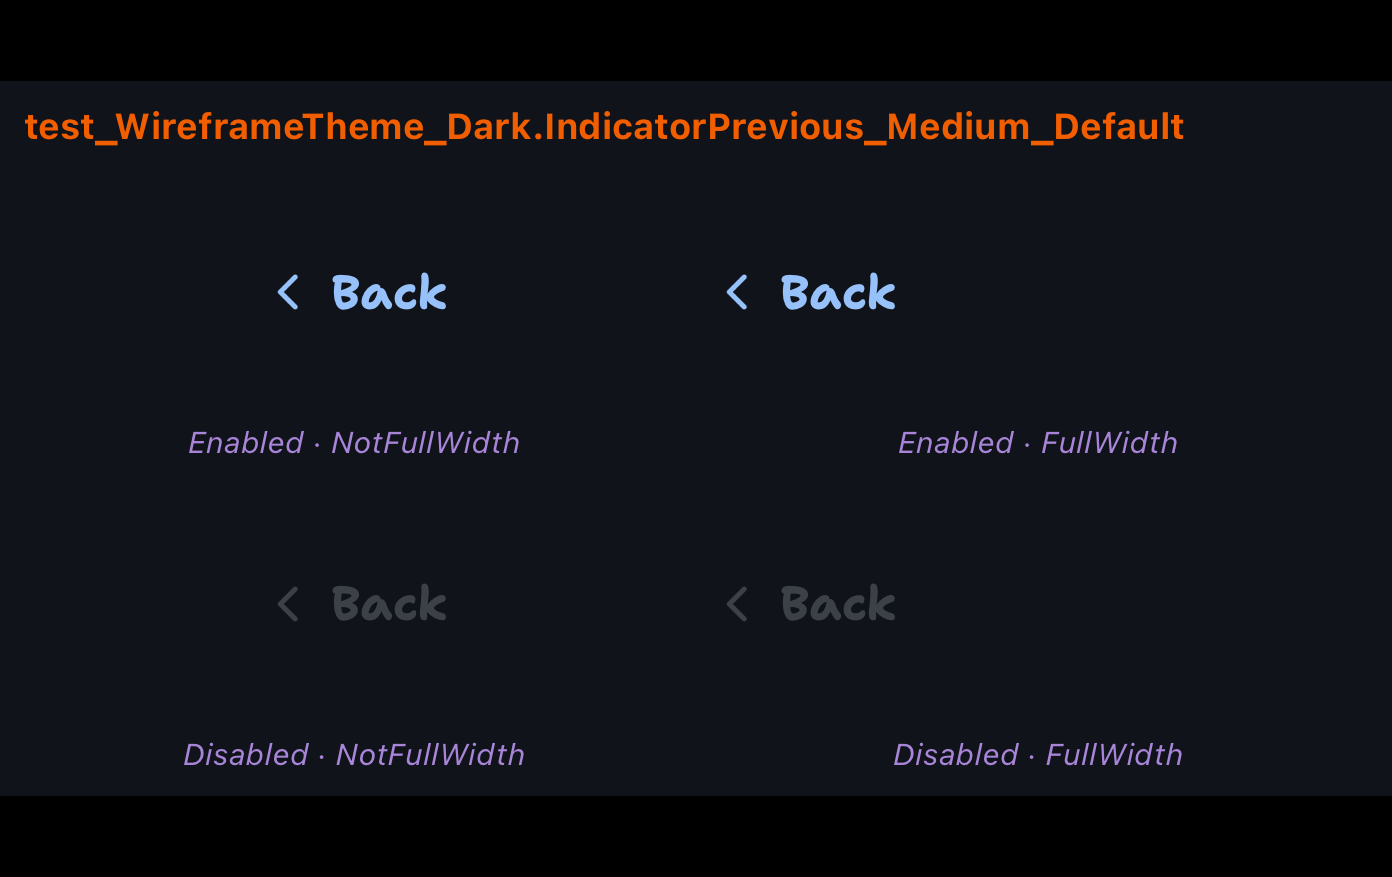 test_WireframeTheme_Dark.IndicatorPrevious_Medium_Default
Back
Back
Enabled · NotFullWidth
Enabled · FullWidth
Back
Back
Disabled · NotFullWidth
Disabled · FullWidth